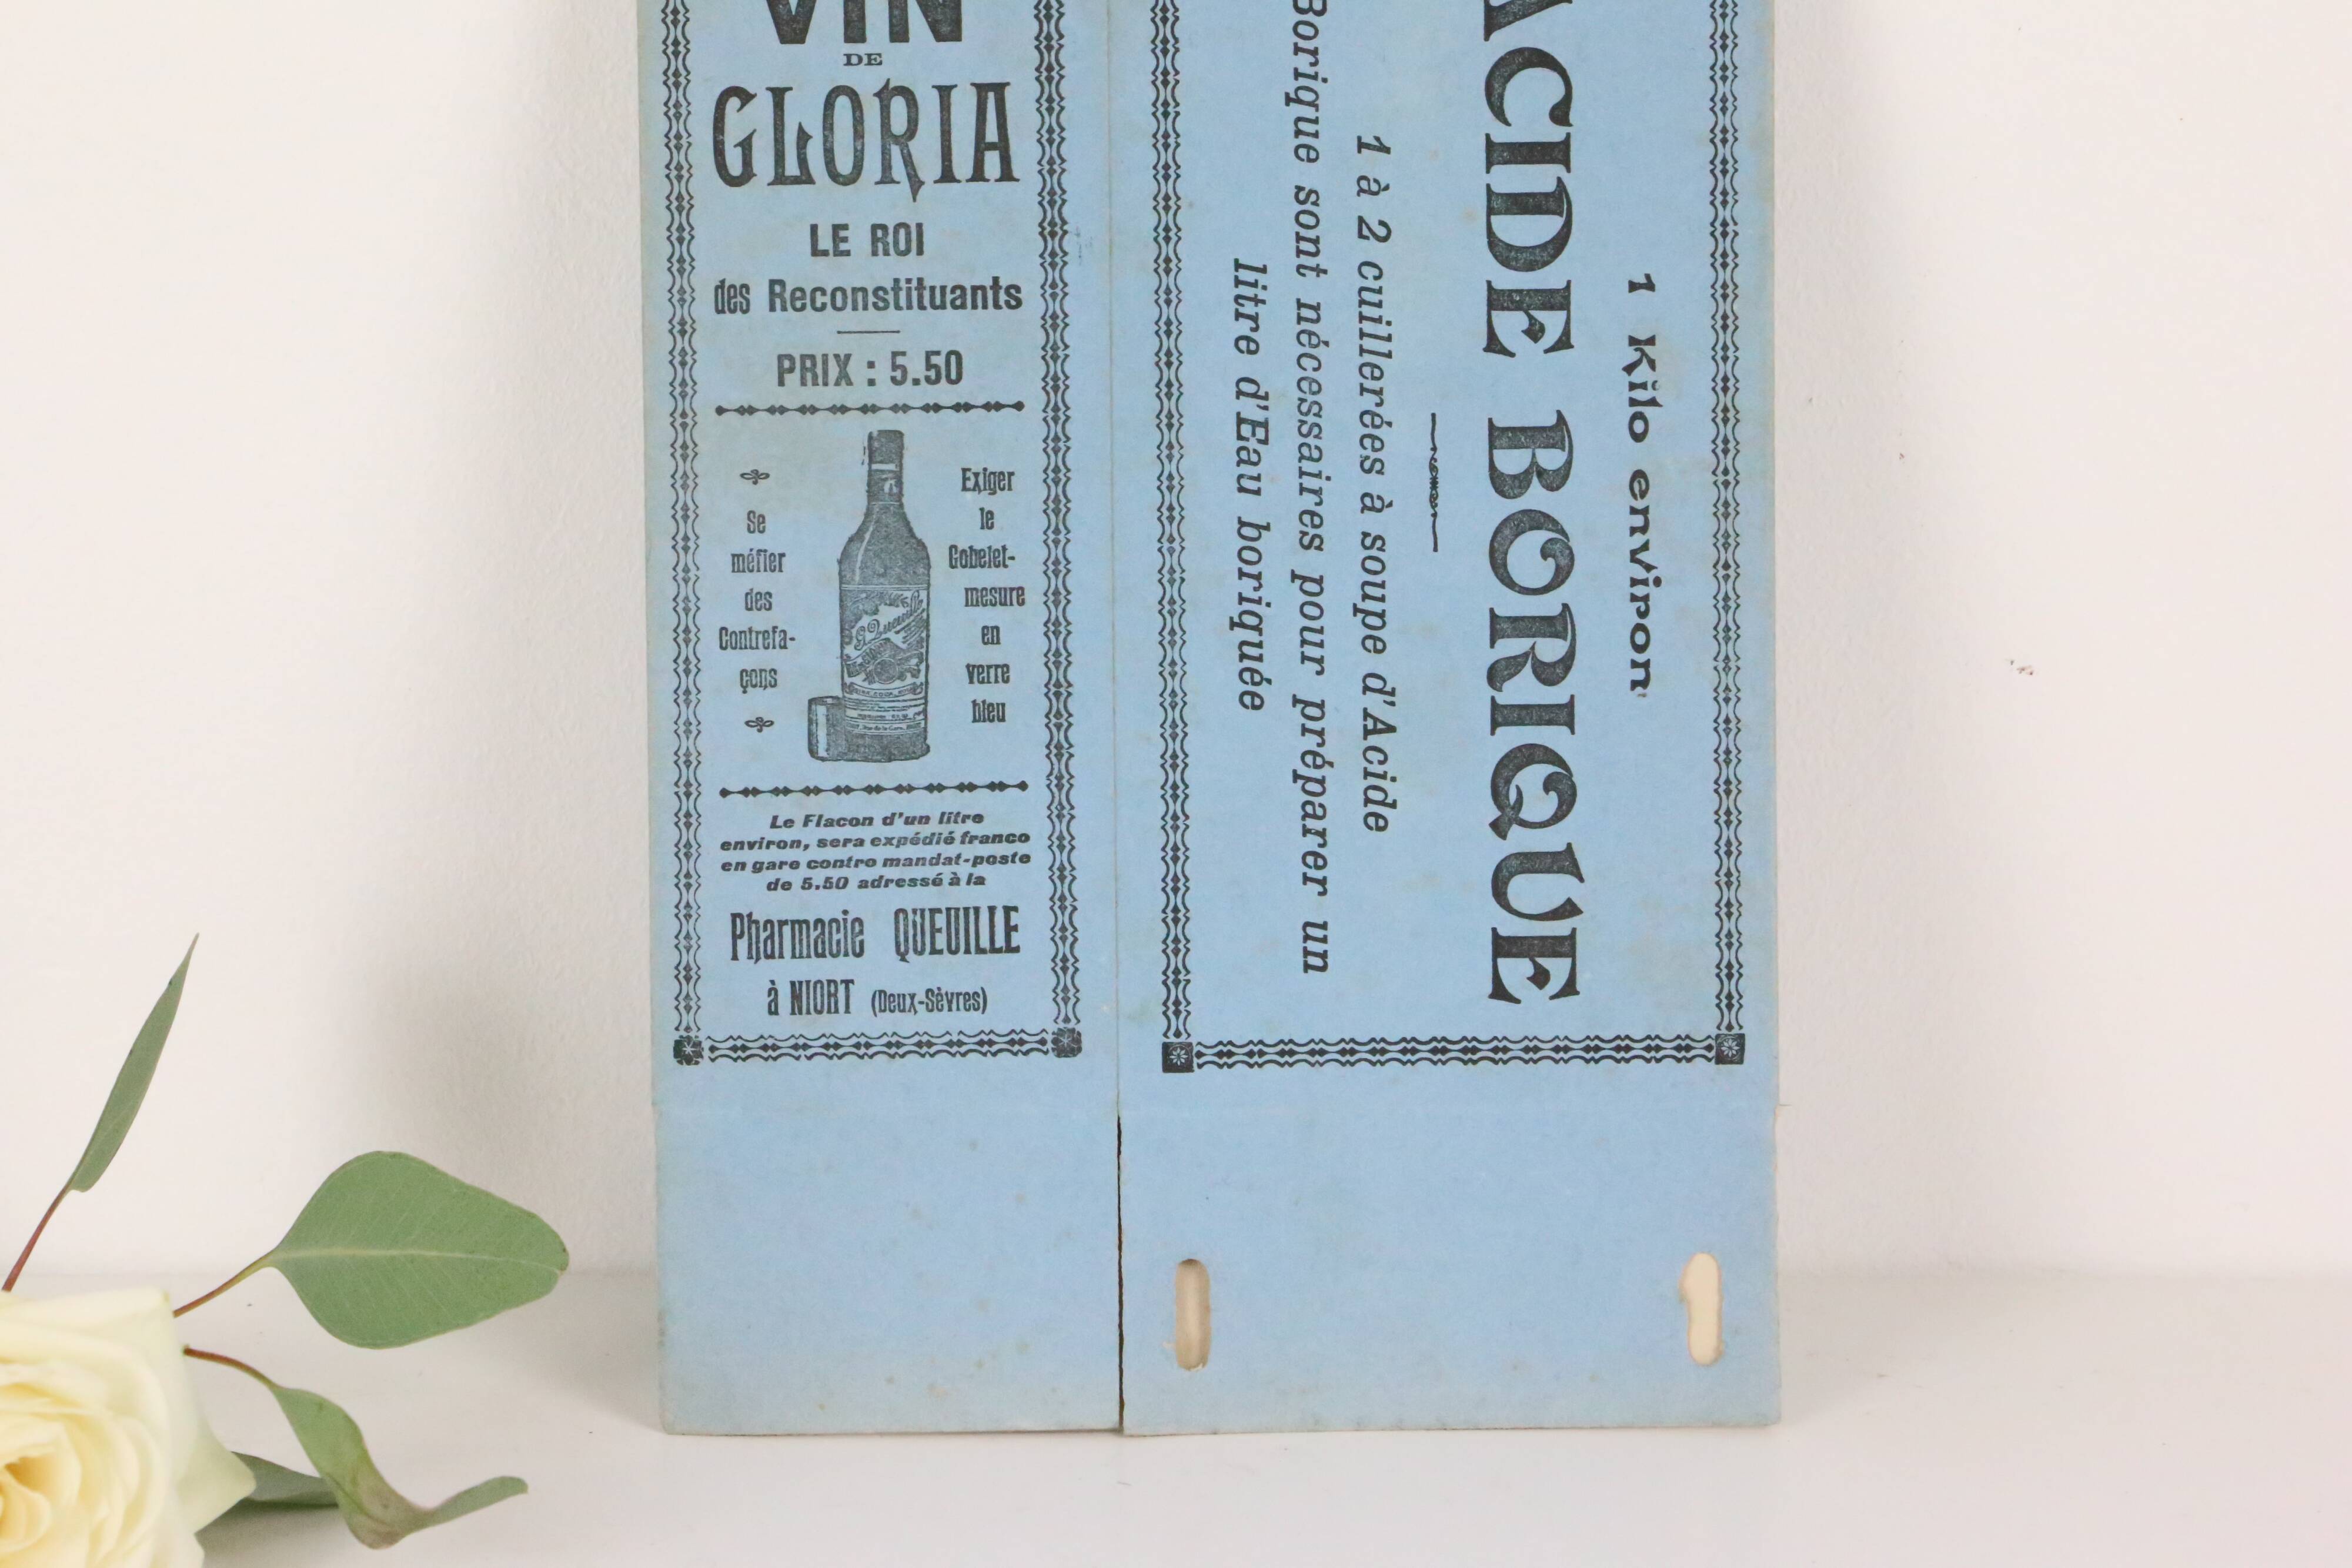 VIN
DE
GLORIA
LE ROI
des Reconstituants
PRIX : 5.50
Se
méfier
des
Contrefa-
çons
Exiger
le
Gobelet-
mesure
en
verre
bleu
G. Queuille
Le Flacon d'un litre
environ, sera expédié franco
en gare contre mandat-poste
de 5.50 adressé à la
Pharmacie QUEUILLE
à NIORT (Deux-Sèvres)
1 Kilo environ
ACIDE BORIQUE
1 à 2 cuillerées à soupe d'Acide
Borique sont nécessaires pour préparer un
litre d'Eau boriquée